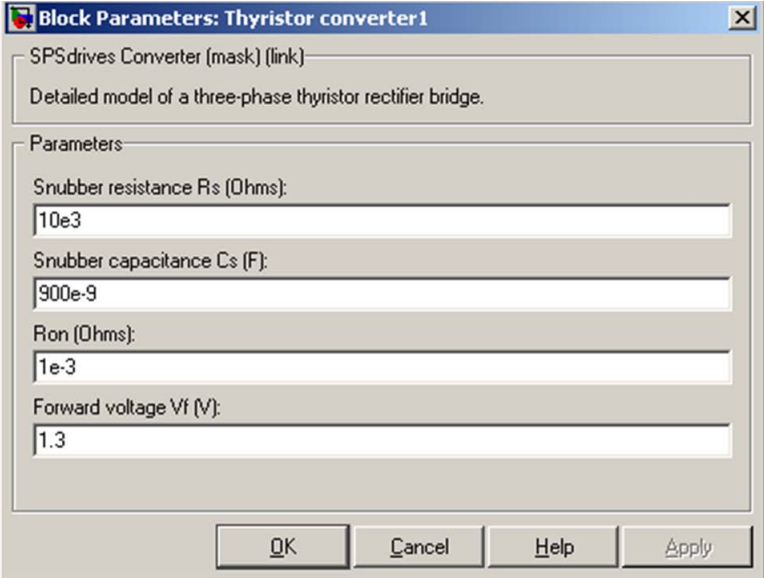 Block Parameters: Thyristor converter1
SPSdrives Converter (mask) (link)
Detailed model of a three-phase thyristor rectifier bridge.
Parameters
Snubber resistance Rs (Ohms):
10e3
Snubber capacitance Cs (F):
900e-9
Ron (Ohms):
1e-3
Forward voltage Vf (V):
1.3
OK Cancel Help Apply